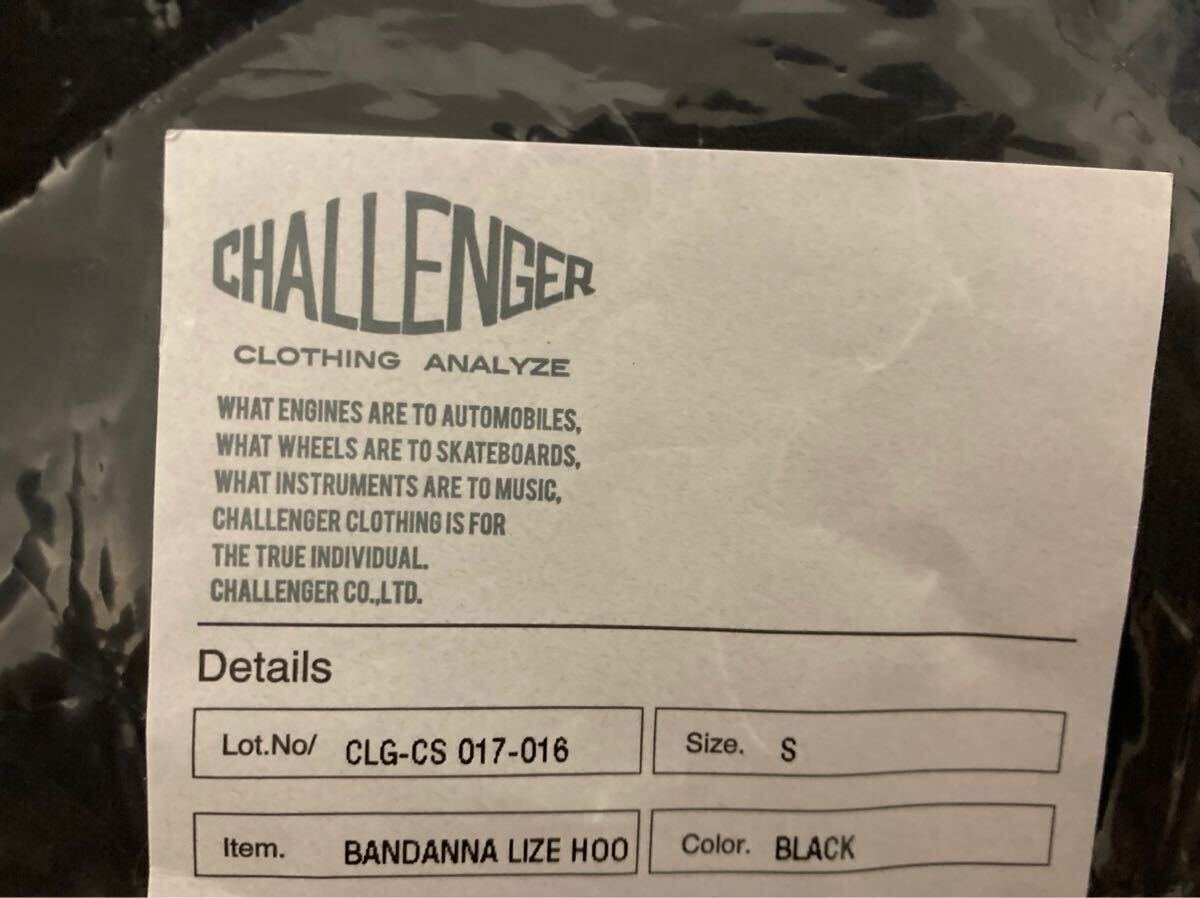 CHALLENGER
CLOTHING ANALYZE
WHAT ENGINES ARE TO AUTOMOBILES,
WHAT WHEELS ARE TO SKATEBOARDS,
WHAT INSTRUMENTS ARE TO MUSIC,
CHALLENGER CLOTHING IS FOR
THE TRUE INDIVIDUAL.
CHALLENGER CO.,LTD.
Details
Lot.No/ CLG-CS 017-016 Size. S
Item. BANDANNA LIZE HOO Color. BLACK